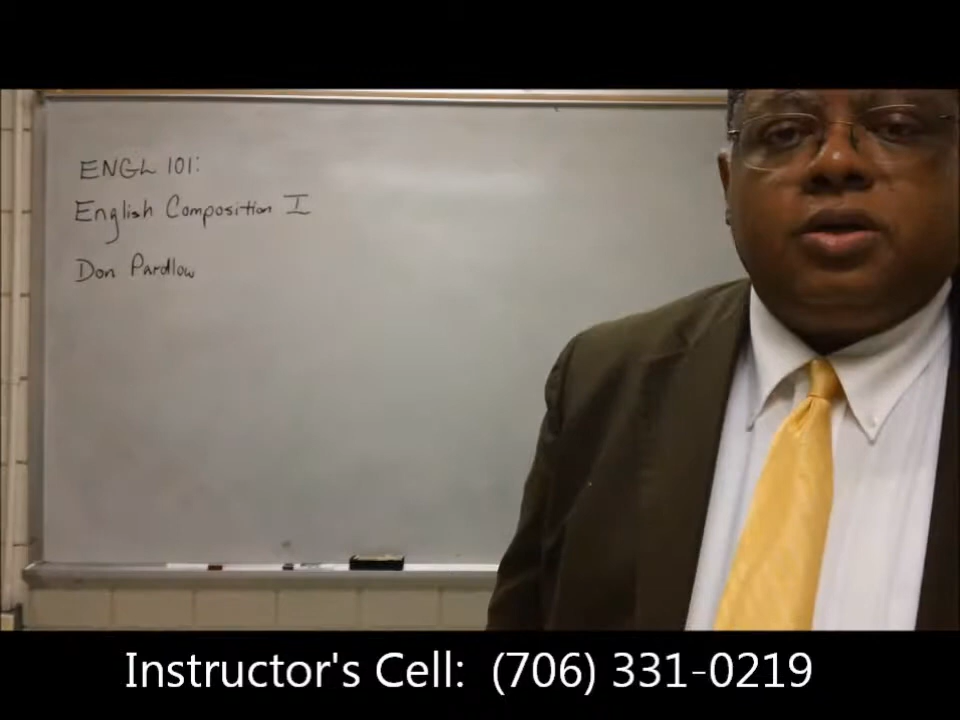 ENGL 101:
English Composition I
Don Pardlow
Instructor's Cell: (706) 331-0219